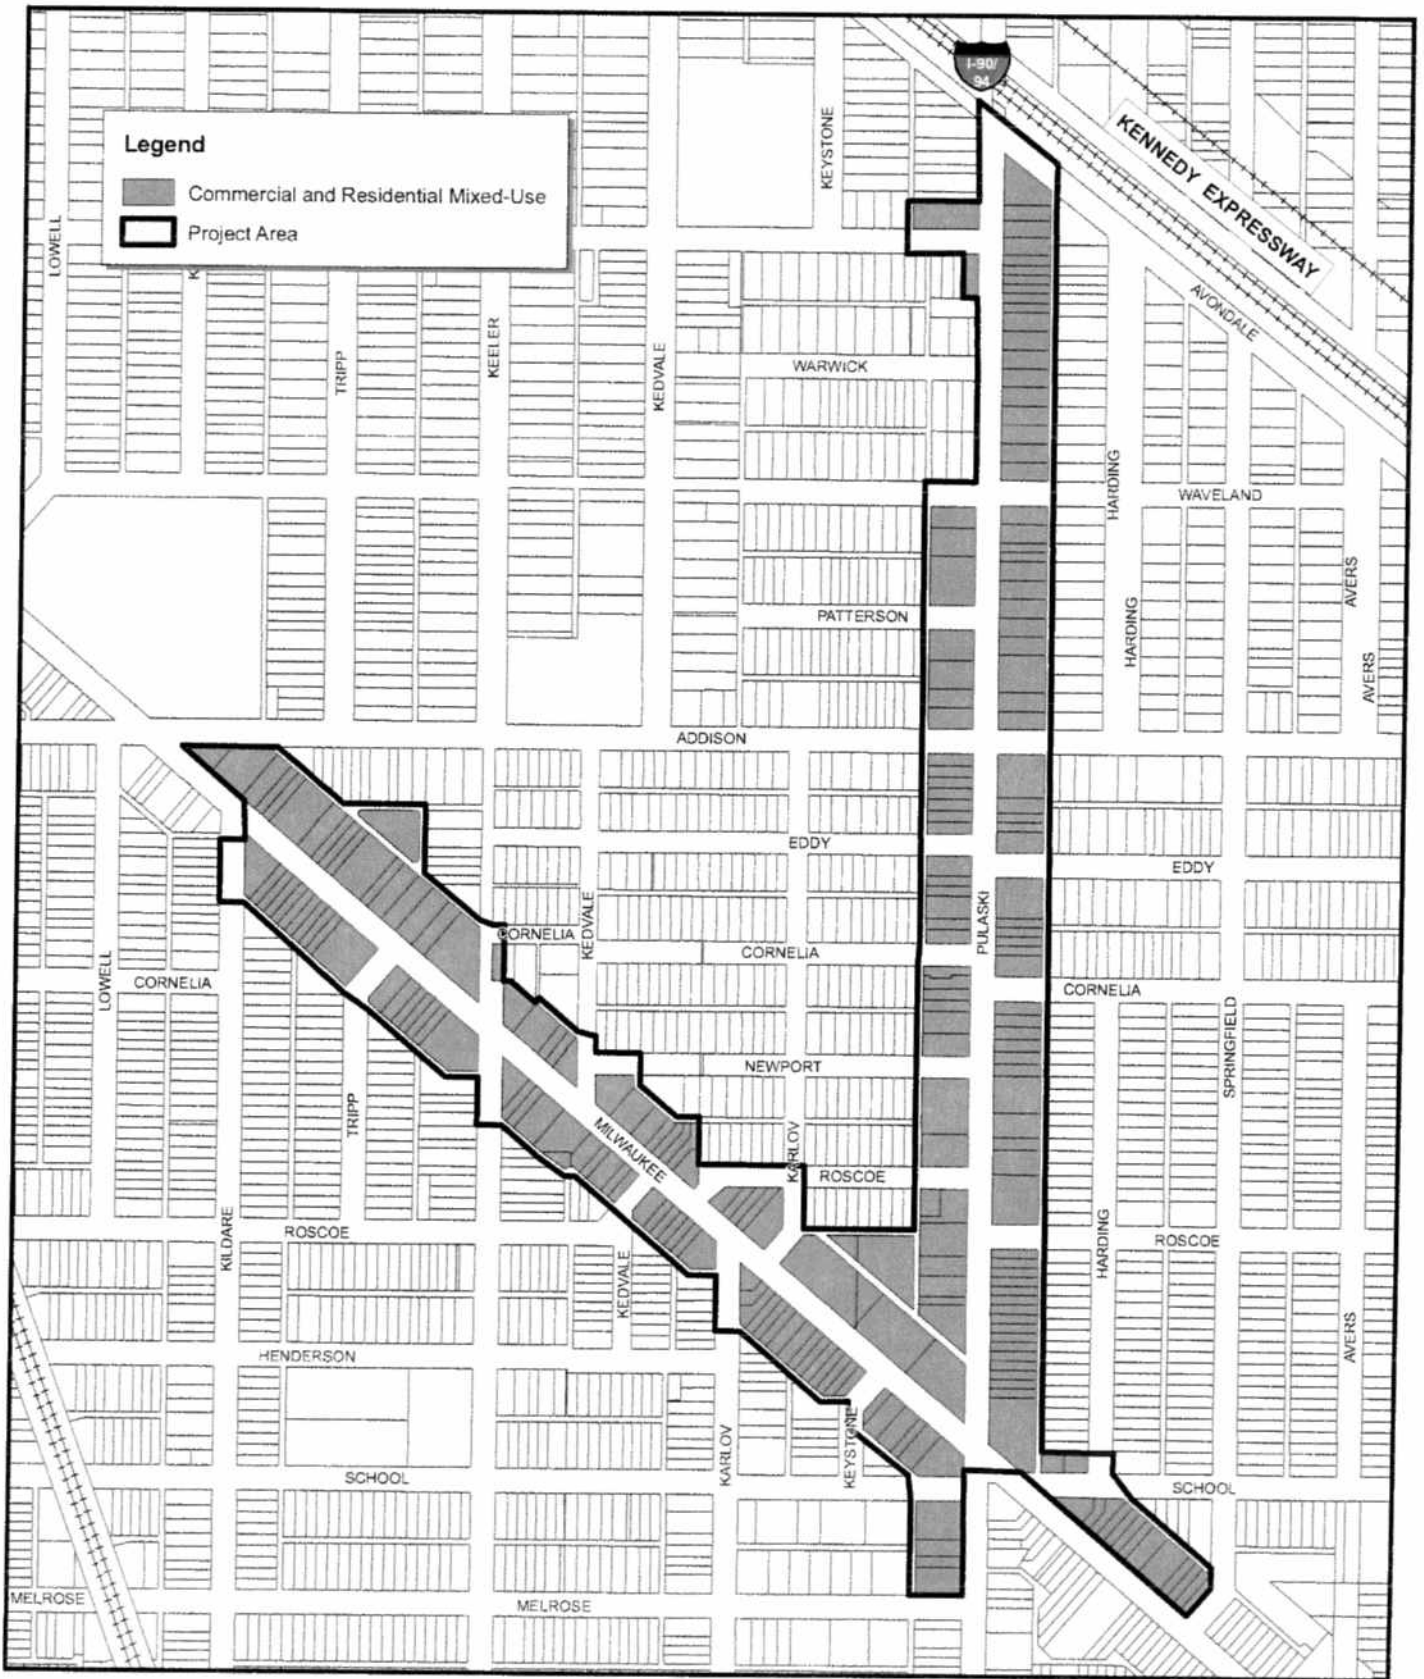 I-90/
94
KENNEDY EXPRESSWAY
KEYSTONE
Legend
Commercial and Residential Mixed-Use
Project Area
LOWELL
K
AVONDALE
TRIPP
KEELER
KEDVALE
WARWICK
HARDING
WAVELAND
AVERS
PATTERSON
HARDING
AVERS
ADDISON
EDDY
EDDY
PULASKI
KEDVALE
CORNELIA
CORNELIA
LOWELL
CORNELIA
CORNELIA
SPRINGFIELD
NEWPORT
TRIPP
MILWAUKEE
KARLOV
ROSCOE
KILDARE
ROSCOE
HARDING
ROSCOE
KEDVALE
AVERS
HENDERSON
KARLOV
KEYSTONE
SCHOOL
SCHOOL
MELROSE
MELROSE